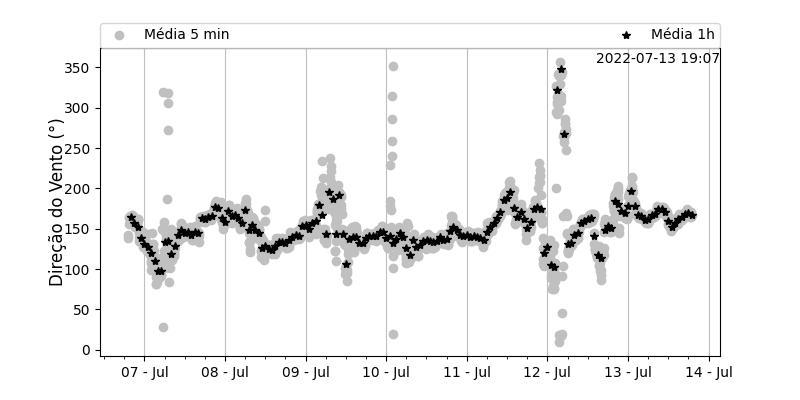 Média 5 min
Média 1h
2022-07-13 19:07
Direção do Vento (°)
350
300
250
200
150
100
50
0
07 - Jul
08 - Jul
09 - Jul
10 - Jul
11 - Jul
12 - Jul
13 - Jul
14 - Jul